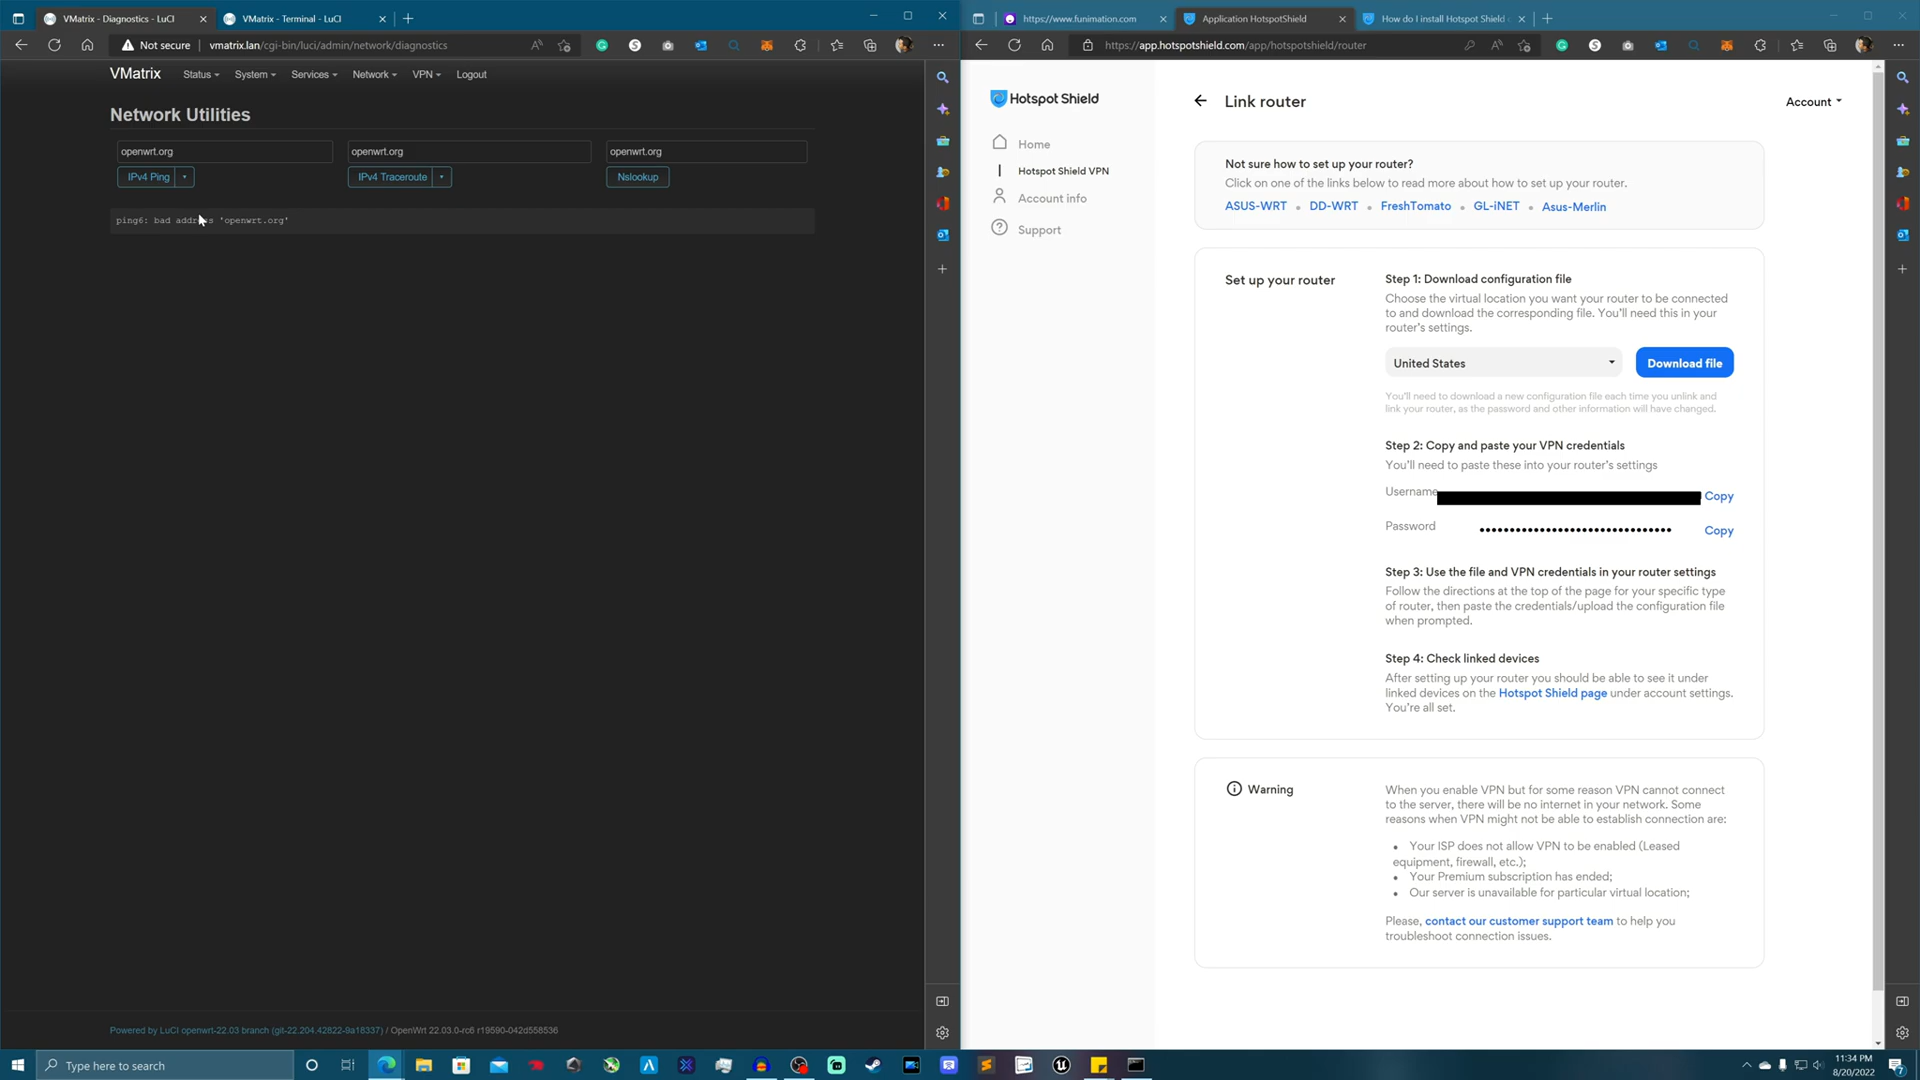 VMatrix - Diagnostics - LuCI
VMatrix - Terminal - LuCI
Not secure
vmatrix.lan/cgi-bin/luci/admin/network/diagnostics
VMatrix
Status
System
Services
Network
VPN
Logout
Network Utilities
openwrt.org
openwrt.org
openwrt.org
IPv4 Ping
IPv4 Traceroute
Nslookup
ping6: bad address 'openwrt.org'
Powered by LuCI openwrt-22.03 branch (git-22.204.42822-9a18337) / OpenWrt 22.03.0-rc6 r19590-042d558536
https://www.funimation.com
Application HotspotShield
How do I install Hotspot Shield
https://app.hotspotshield.com/app/hotspotshield/router
Hotspot Shield
Home
Hotspot Shield VPN
Account info
Support
Link router
Account
Not sure how to set up your router?
Click on one of the links below to read more about how to set up your router.
ASUS-WRT • DD-WRT • FreshTomato • GL-iNET • Asus-Merlin
Set up your router
Step 1: Download configuration file
Choose the virtual location you want your router to be connected
to and download the corresponding file. You'll need this in your
router's settings.
United States
Download file
You'll need to download a new configuration file each time you unlink and
link your router, as the password and other information will have changed.
Step 2: Copy and paste your VPN credentials
You'll need to paste these into your router's settings
Username
Copy
Password
Copy
Step 3: Use the file and VPN credentials in your router settings
Follow the directions at the top of the page for your specific type
of router, then paste the credentials/upload the configuration file
when prompted.
Step 4: Check linked devices
After setting up your router you should be able to see it under
linked devices on the Hotspot Shield page under account settings.
You're all set.
Warning
When you enable VPN but for some reason VPN cannot connect
to the server, there will be no internet in your network. Some
reasons when VPN might not be able to establish connection are:
• Your ISP does not allow VPN to be enabled (Leased
equipment, firewall, etc.);
• Your Premium subscription has ended;
• Our server is unavailable for particular virtual location;
Please, contact our customer support team to help you
troubleshoot connection issues.
Type here to search
11:34 PM
8/20/2022